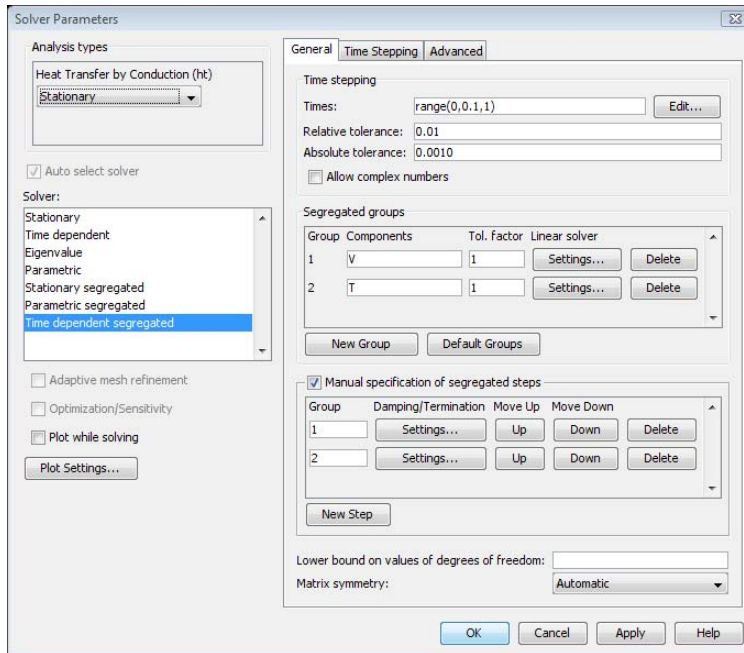 Solver Parameters
Analysis types
Heat Transfer by Conduction (ht)
Stationary
Auto select solver
Solver:
Stationary
Time dependent
Eigenvalue
Parametric
Stationary segregated
Parametric segregated
Time dependent segregated
Adaptive mesh refinement
Optimization/Sensitivity
Plot while solving
Plot Settings...
General Time Stepping Advanced
Time stepping
Times: range(0,0.1,1) Edit...
Relative tolerance: 0.01
Absolute tolerance: 0.0010
Allow complex numbers
Segregated groups
Group Components Tol. factor Linear solver
1 V 1 Settings... Delete
2 T 1 Settings... Delete
New Group Default Groups
Manual specification of segregated steps
Group Damping/Termination Move Up Move Down
1 Settings... Up Down Delete
2 Settings... Up Down Delete
New Step
Lower bound on values of degrees of freedom:
Matrix symmetry: Automatic
OK Cancel Apply Help